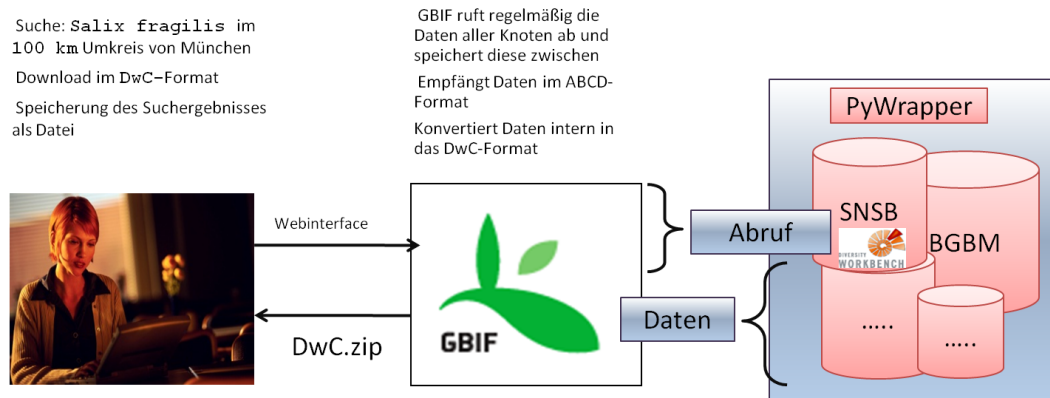 Suche: Salix fragilis im
100 km Umkreis von München
Download im DwC-Format
Speicherung des Suchergebnisses
als Datei
GBIF ruft regelmäßig die
Daten aller Knoten ab und
speichert diese zwischen
Empfängt Daten im ABCD-
Format
Konvertiert Daten intern in
das DwC-Format
Webinterface
DwC.zip
GBIF
Abruf
Daten
PyWrapper
SNSB
DIVERSITY
WORKBENCH
BGBM
.....
.....